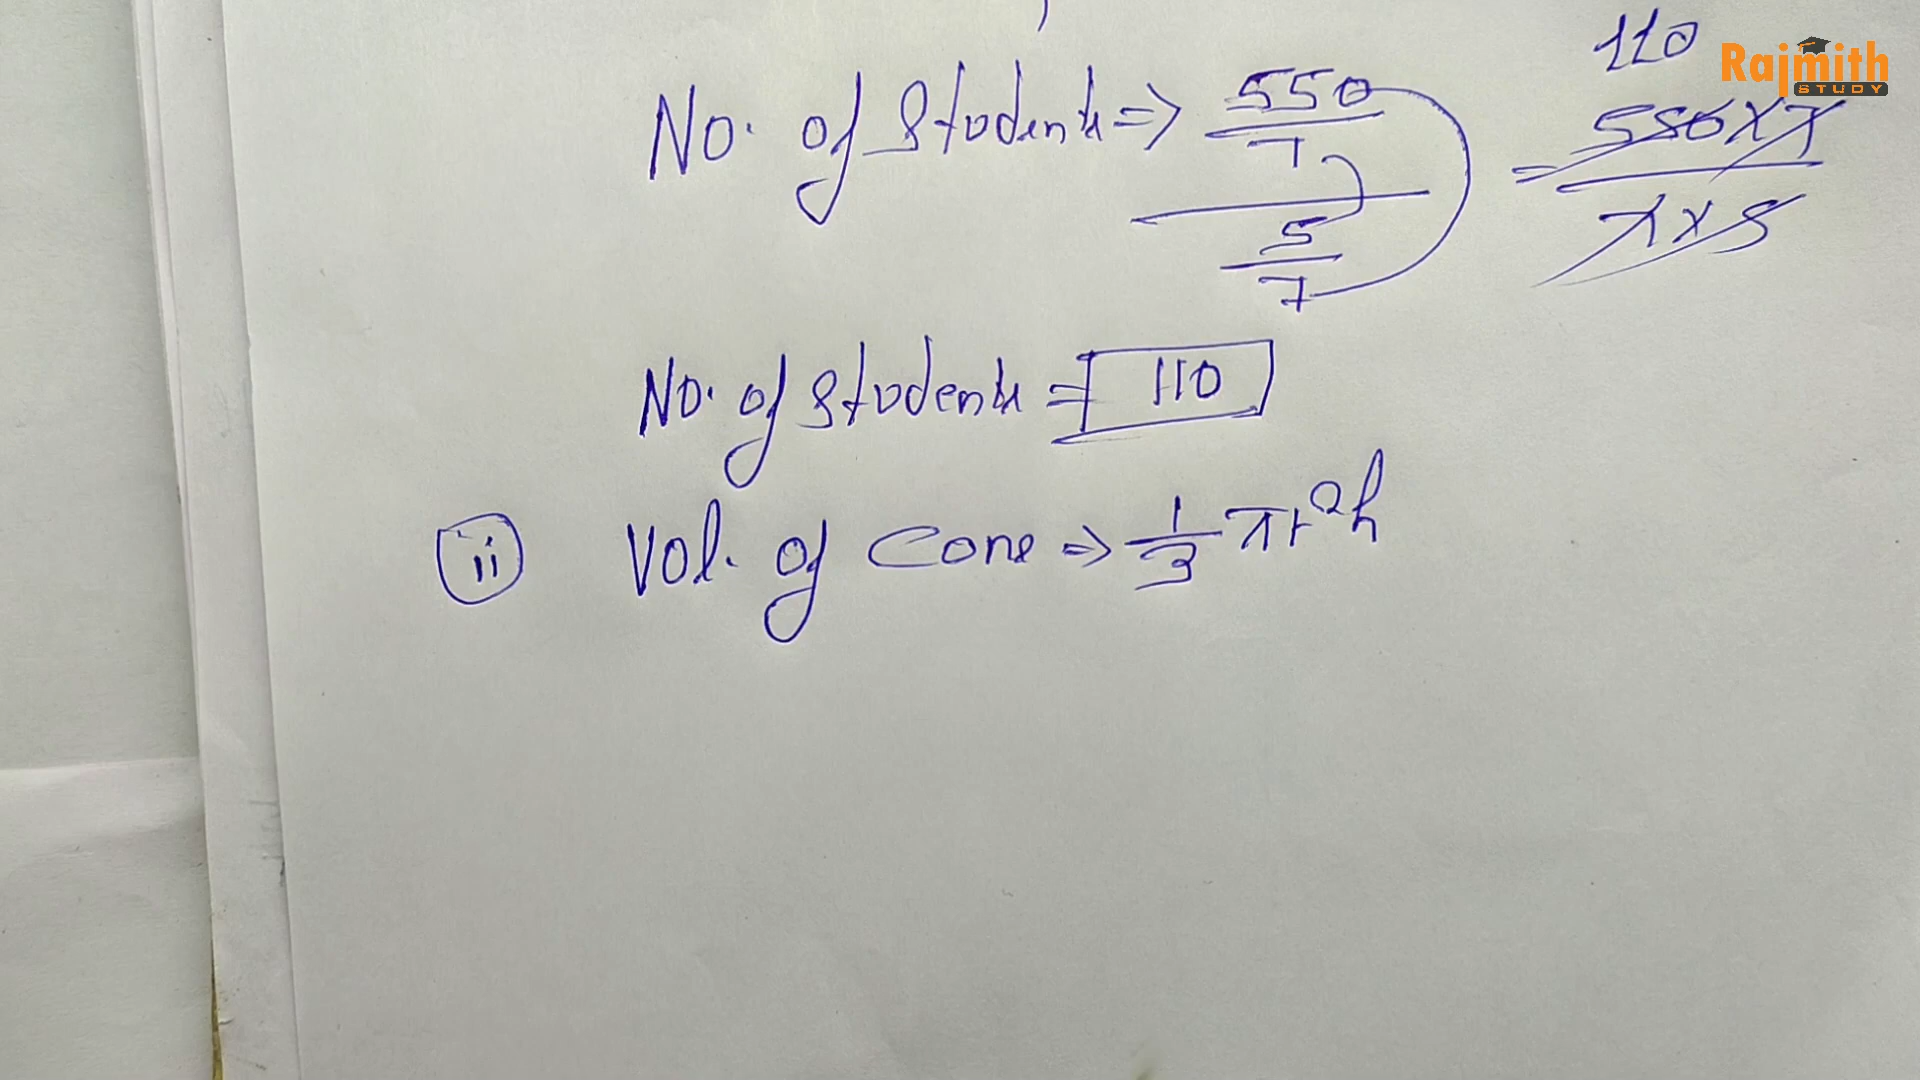 110
Rajmith
STUDY
No. of Students ⇒ 550/7 / 5/7 = 550×7 / 7×5
No. of Students = 110
ii Vol. of Cone ⇒ 1/3 πr²h